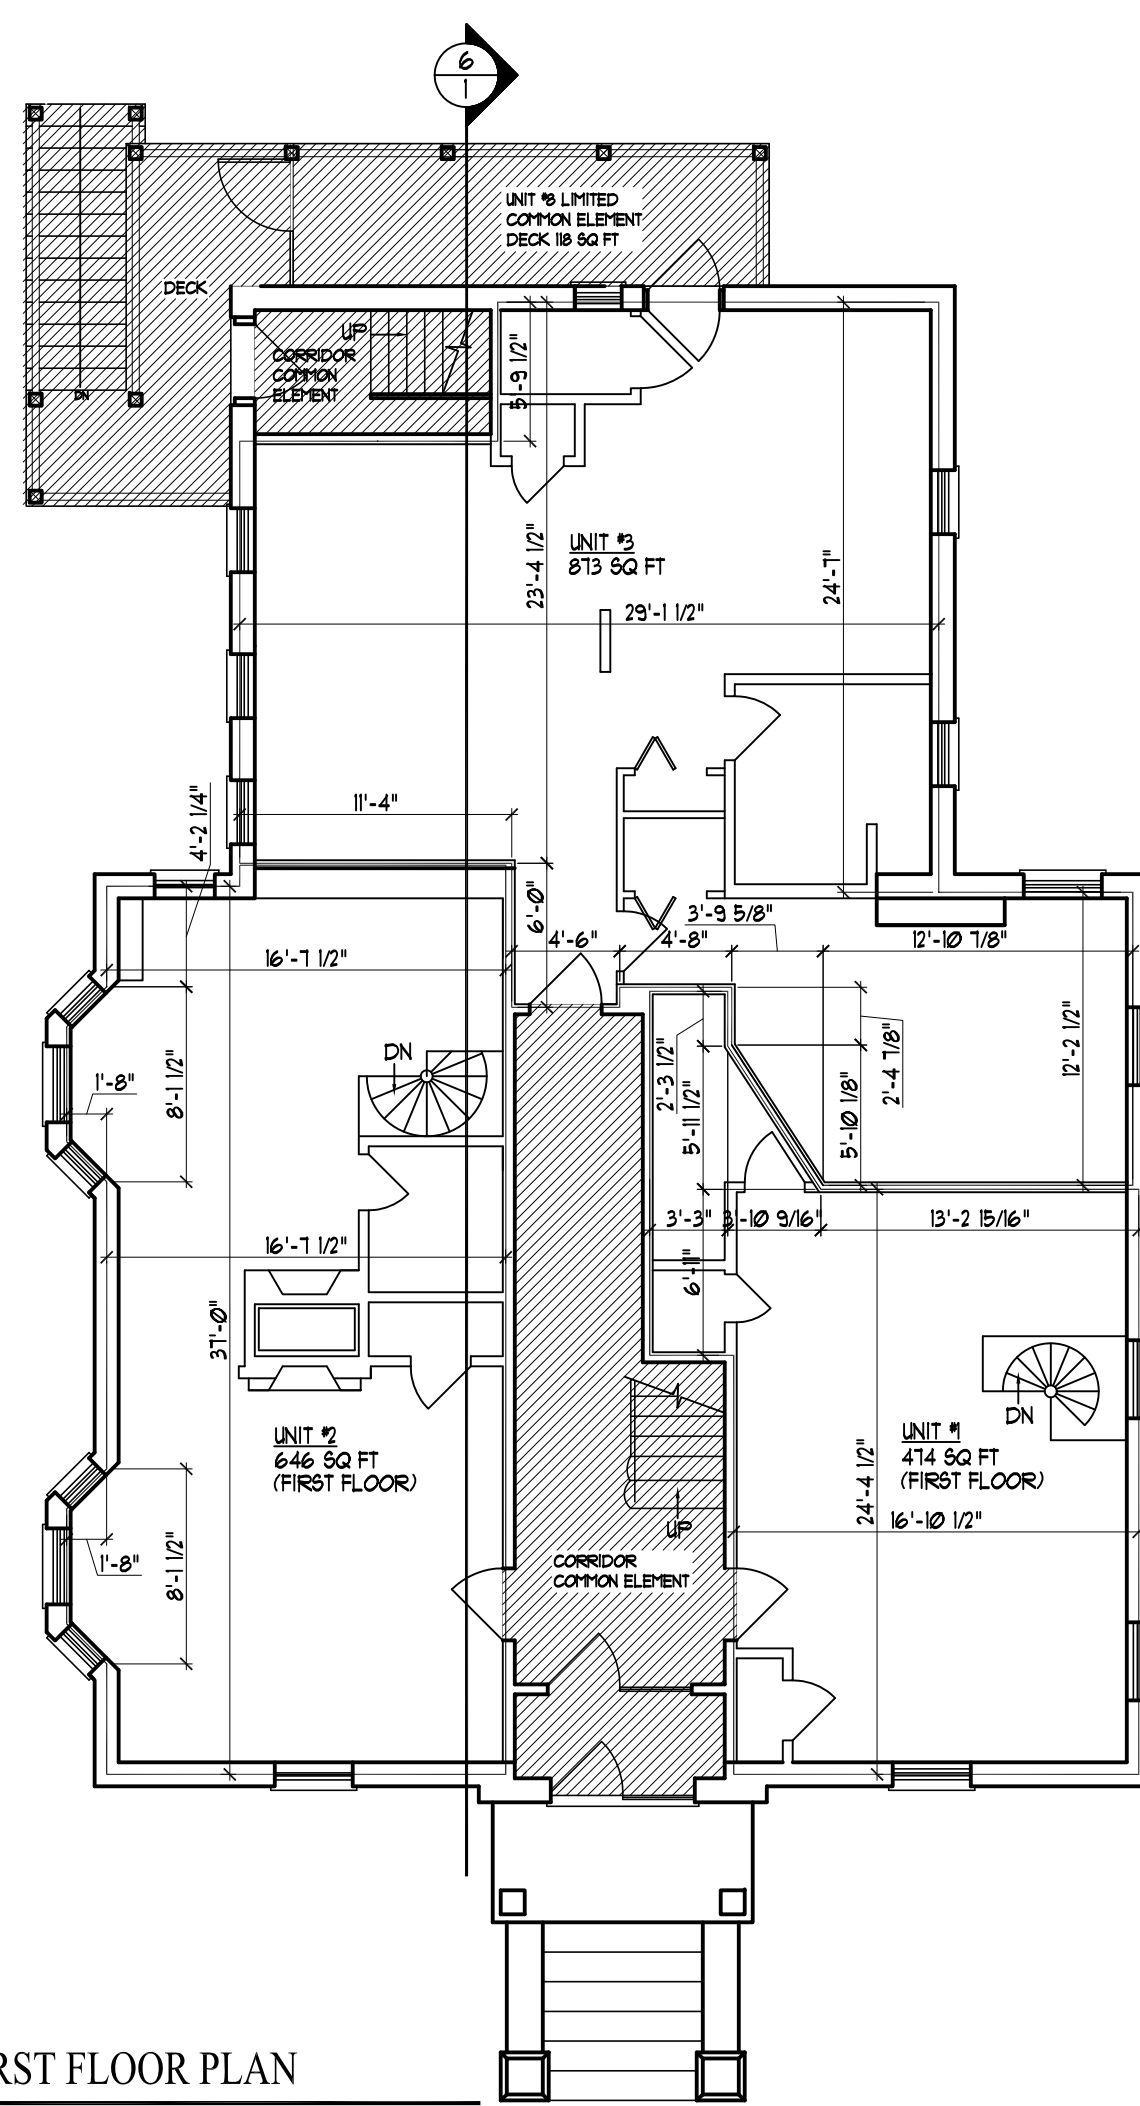 6
1
UNIT #3 LIMITED
COMMON ELEMENT
DECK 118 SQ FT
DECK
UP
CORRIDOR
COMMON
ELEMENT
DN
5'-9 1/2"
23'-4 1/2"
UNIT #3
873 SQ FT
24'-7"
29'-1 1/2"
11'-4"
4'-2 1/4"
6'-0"
3'-9 5/8"
4'-6"
4'-8"
12'-10 7/8"
16'-7 1/2"
DN
1'-8"
8'-1 1/2"
2'-3 1/2"
5'-11 1/2"
2'-4 7/8"
5'-10 1/8"
12'-2 1/2"
3'-3"
3'-10 9/16"
13'-2 15/16"
16'-7 1/2"
6'-11"
37'-0"
UNIT #2
646 SQ FT
(FIRST FLOOR)
DN
UNIT #1
474 SQ FT
(FIRST FLOOR)
24'-4 1/2"
16'-10 1/2"
UP
1'-8"
8'-1 1/2"
CORRIDOR
COMMON ELEMENT
RST FLOOR PLAN